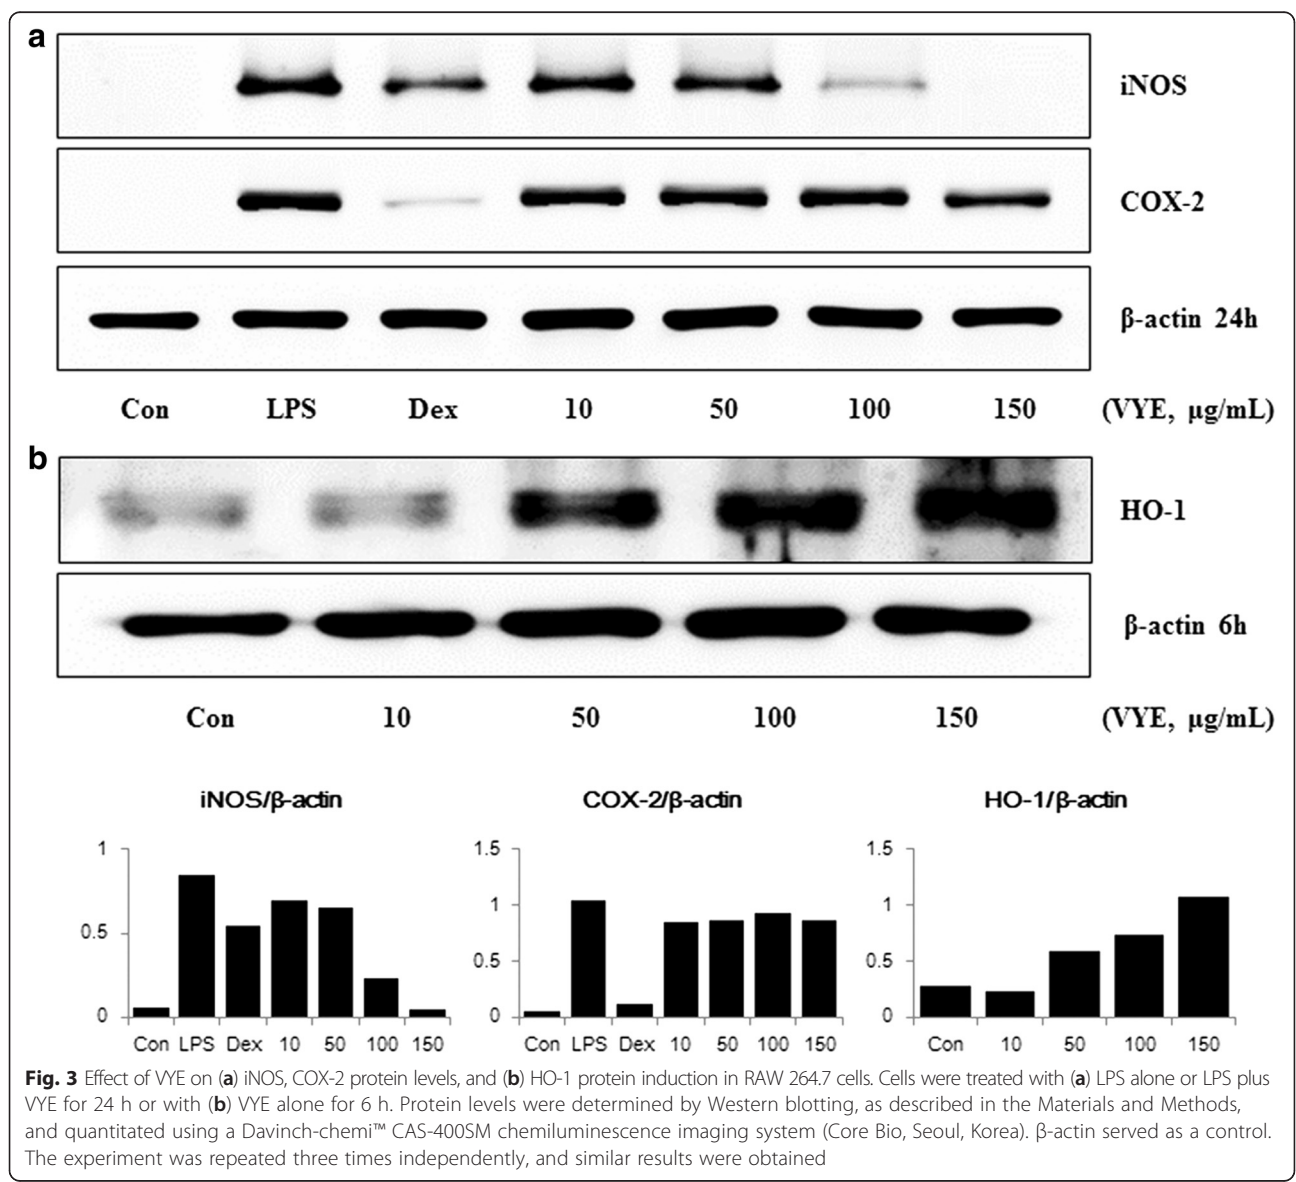 a
iNOS
COX-2
β-actin 24h
Con LPS Dex 10 50 100 150 (VYE, μg/mL)
b
HO-1
β-actin 6h
Con 10 50 100 150 (VYE, μg/mL)
iNOS/β-actin
1
0.5
0
Con LPS Dex 10 50 100 150
COX-2/β-actin
1.5
1
0.5
0
Con LPS Dex 10 50 100 150
HO-1/β-actin
1.5
1
0.5
0
Con 10 50 100 150
Fig. 3 Effect of VYE on (a) iNOS, COX-2 protein levels, and (b) HO-1 protein induction in RAW 264.7 cells. Cells were treated with (a) LPS alone or LPS plus
VYE for 24 h or with (b) VYE alone for 6 h. Protein levels were determined by Western blotting, as described in the Materials and Methods,
and quantitated using a Davinch-chemi™ CAS-400SM chemiluminescence imaging system (Core Bio, Seoul, Korea). β-actin served as a control.
The experiment was repeated three times independently, and similar results were obtained